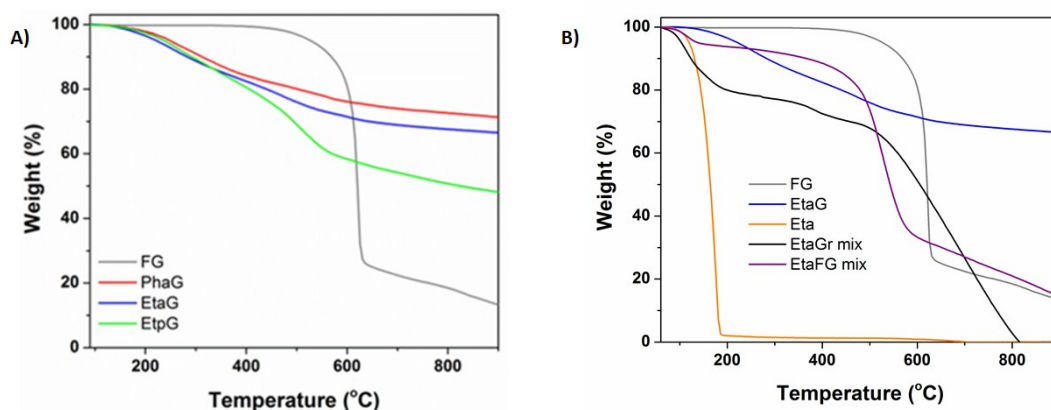 A)
Weight (%)
100
80
60
40
20
0
FG
PhaG
EtaG
EtpG
200
400
600
800
Temperature (°C)
B)
Weight (%)
100
80
60
40
20
0
FG
EtaG
Eta
EtaGr mix
EtaFG mix
200
400
600
800
Temperature (°C)